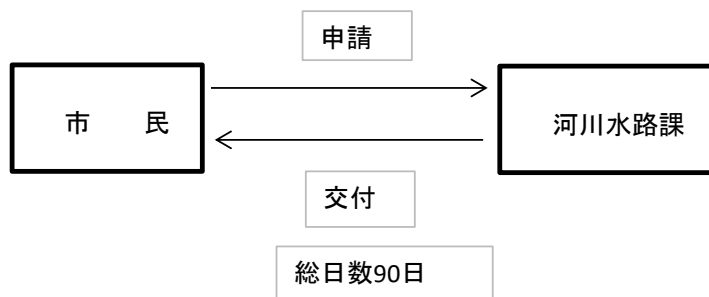 申請
市　　民
河川水路課
交付
総日数90日